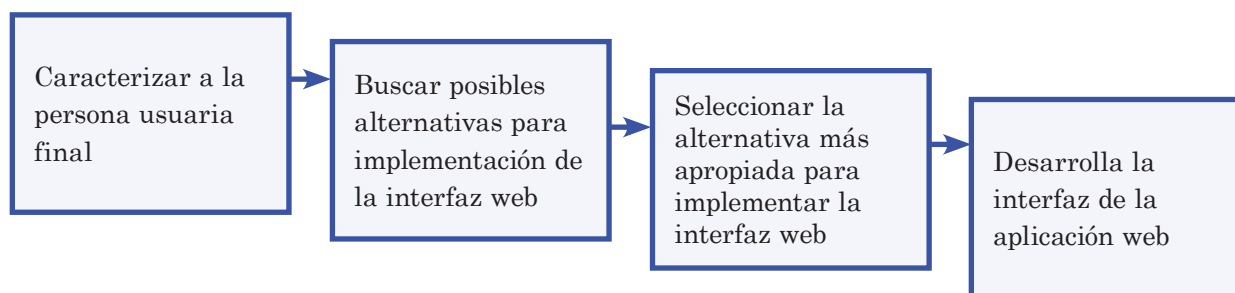 Caracterizar a la
persona usuaria
final
Buscar posibles
alternativas para
implementación de
la interfaz web
Seleccionar la
alternativa más
apropiada para
implementar la
interfaz web
Desarrolla la
interfaz de la
aplicación web